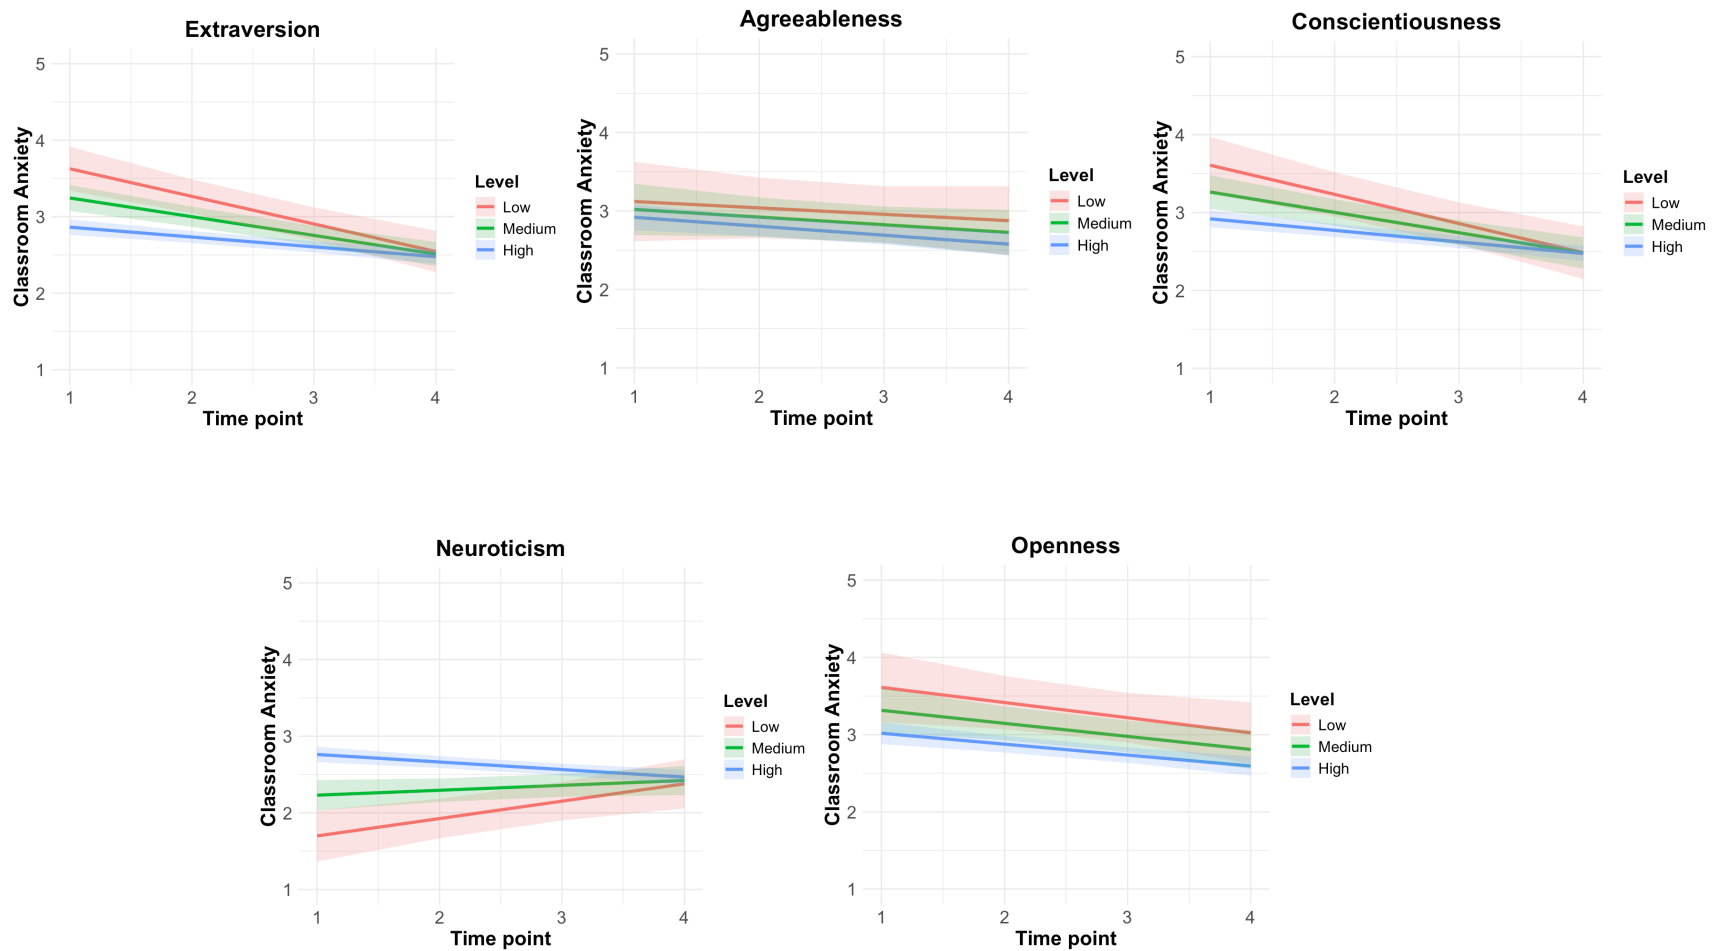 Extraversion
Classroom Anxiety
5
4
3
2
1
1 2 3 4
Time point
Level
Low
Medium
High
Agreeableness
Classroom Anxiety
5
4
3
2
1
1 2 3 4
Time point
Level
Low
Medium
High
Conscientiousness
Classroom Anxiety
5
4
3
2
1
1 2 3 4
Time point
Level
Low
Medium
High
Neuroticism
Classroom Anxiety
5
4
3
2
1
1 2 3 4
Time point
Level
Low
Medium
High
Openness
Classroom Anxiety
5
4
3
2
1
1 2 3 4
Time point
Level
Low
Medium
High